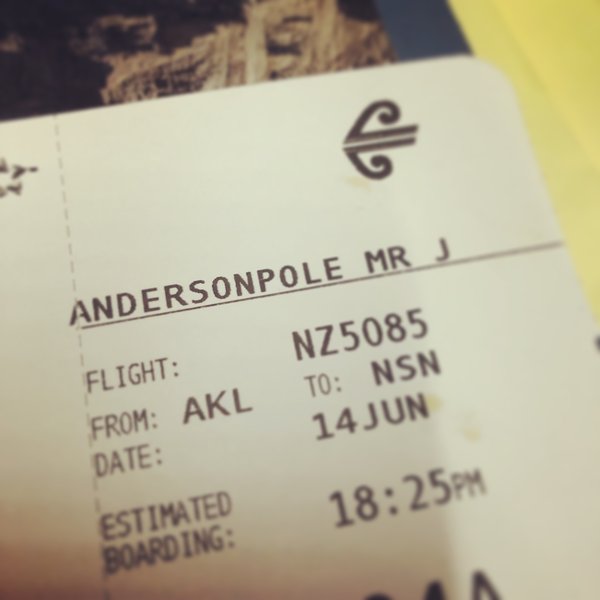 ANDERSONPOLE MR J
FLIGHT: NZ5085
FROM: AKL TO: NSN
DATE: 14JUN
ESTIMATED
BOARDING: 18:25PM